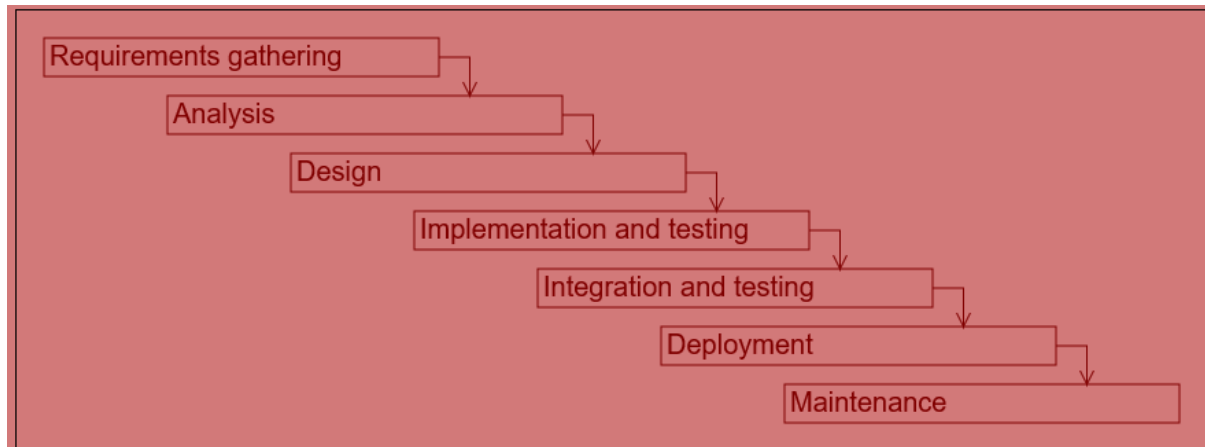 Requirements gathering
Analysis
Design
Implementation and testing
Integration and testing
Deployment
Maintenance